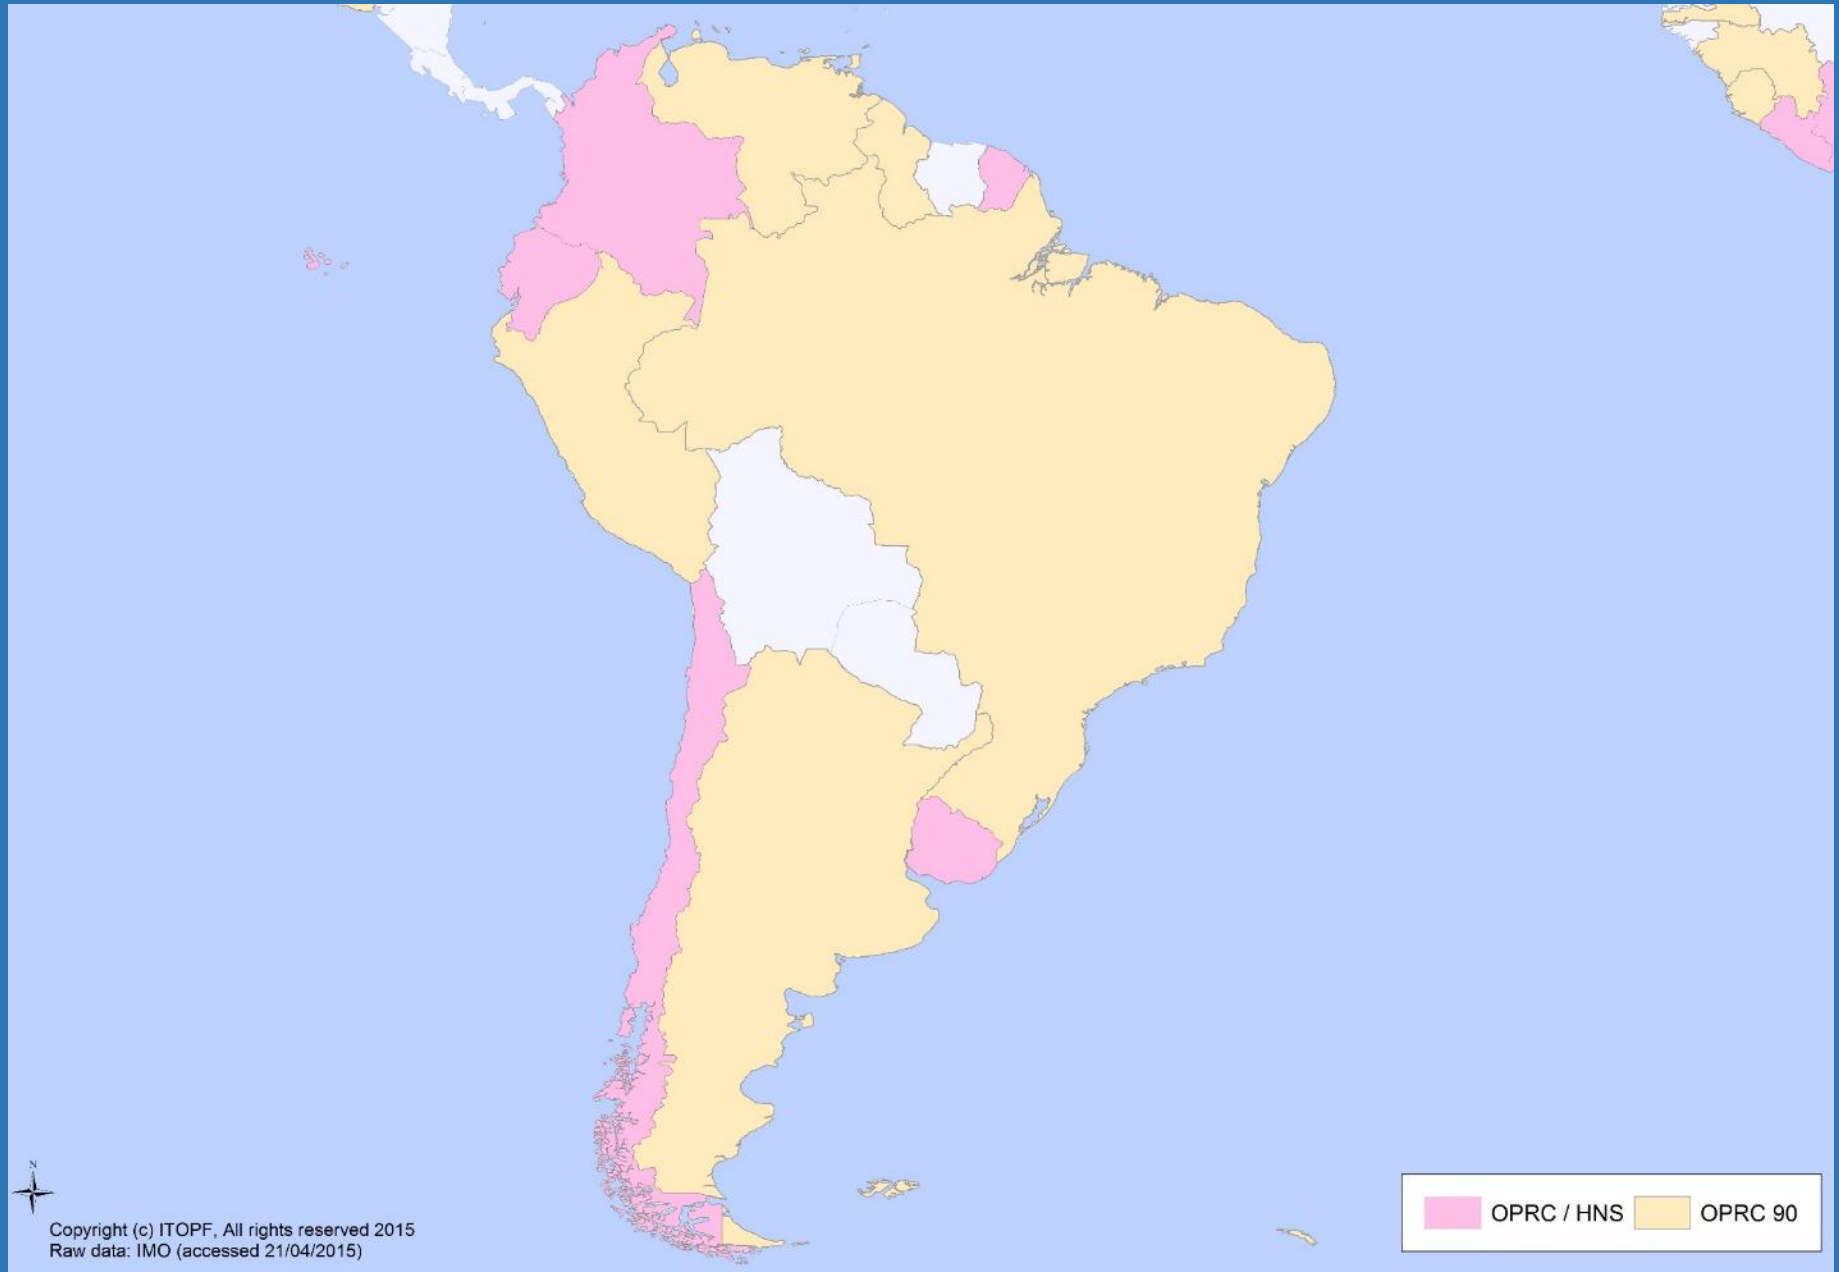 N
Copyright (c) ITOPF, All rights reserved 2015
Raw data: IMO (accessed 21/04/2015)
OPRC / HNS
OPRC 90